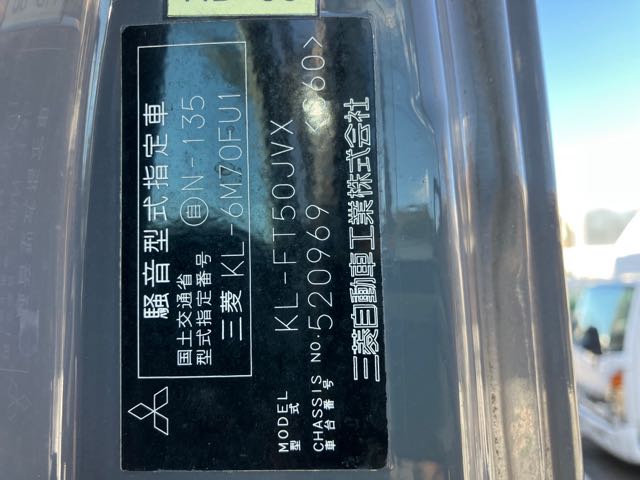 騒音型式指定車
国土交通省
型式指定番号 自 N-135
三菱 KL-6M70FU1
MODEL
型式 KL-FT50JVX
CHASSIS NO.
車台番号 520969 <S60>
三菱自動車工業株式会社